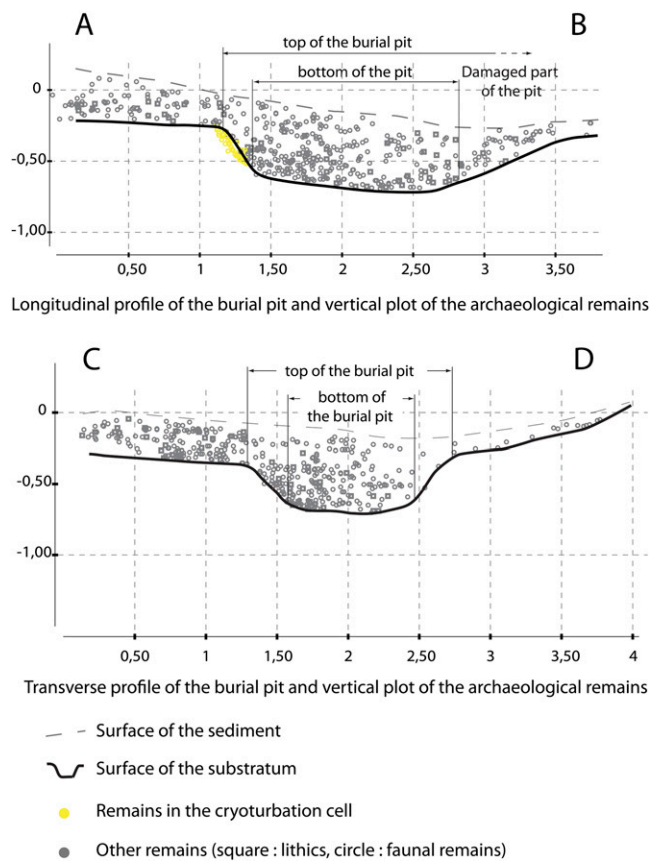 A B
top of the burial pit
bottom of the pit Damaged part
of the pit
0
-0,50
-1,00
0,50 1 1,50 2 2,50 3 3,50
Longitudinal profile of the burial pit and vertical plot of the archaeological remains
C D
top of the burial pit
bottom of
the burial pit
0
-0,50
-1,00
0,50 1 1,50 2 2,50 3 3,50 4
Transverse profile of the burial pit and vertical plot of the archaeological remains
Surface of the sediment
Surface of the substratum
Remains in the cryoturbation cell
Other remains (square : lithics, circle : faunal remains)